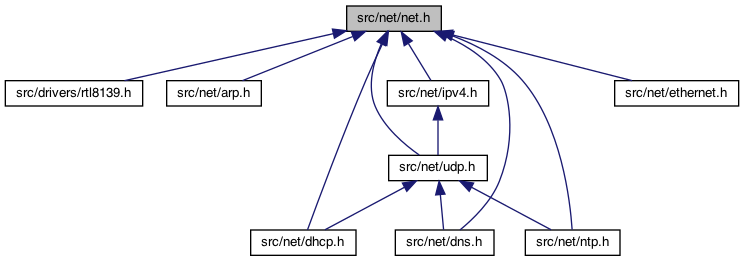 src/net/net.h
src/drivers/rtl8139.h
src/net/arp.h
src/net/ipv4.h
src/net/ethernet.h
src/net/udp.h
src/net/dhcp.h
src/net/dns.h
src/net/ntp.h